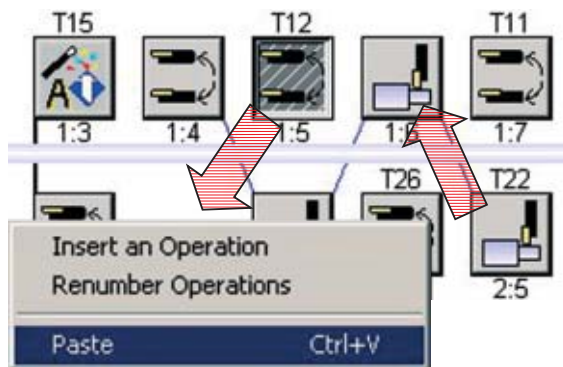 T15 T12 T11
A
1:3 1:4 1:5 1:6 1:7
T26 T22
2:5
Insert an Operation
Renumber Operations
Paste Ctrl+V